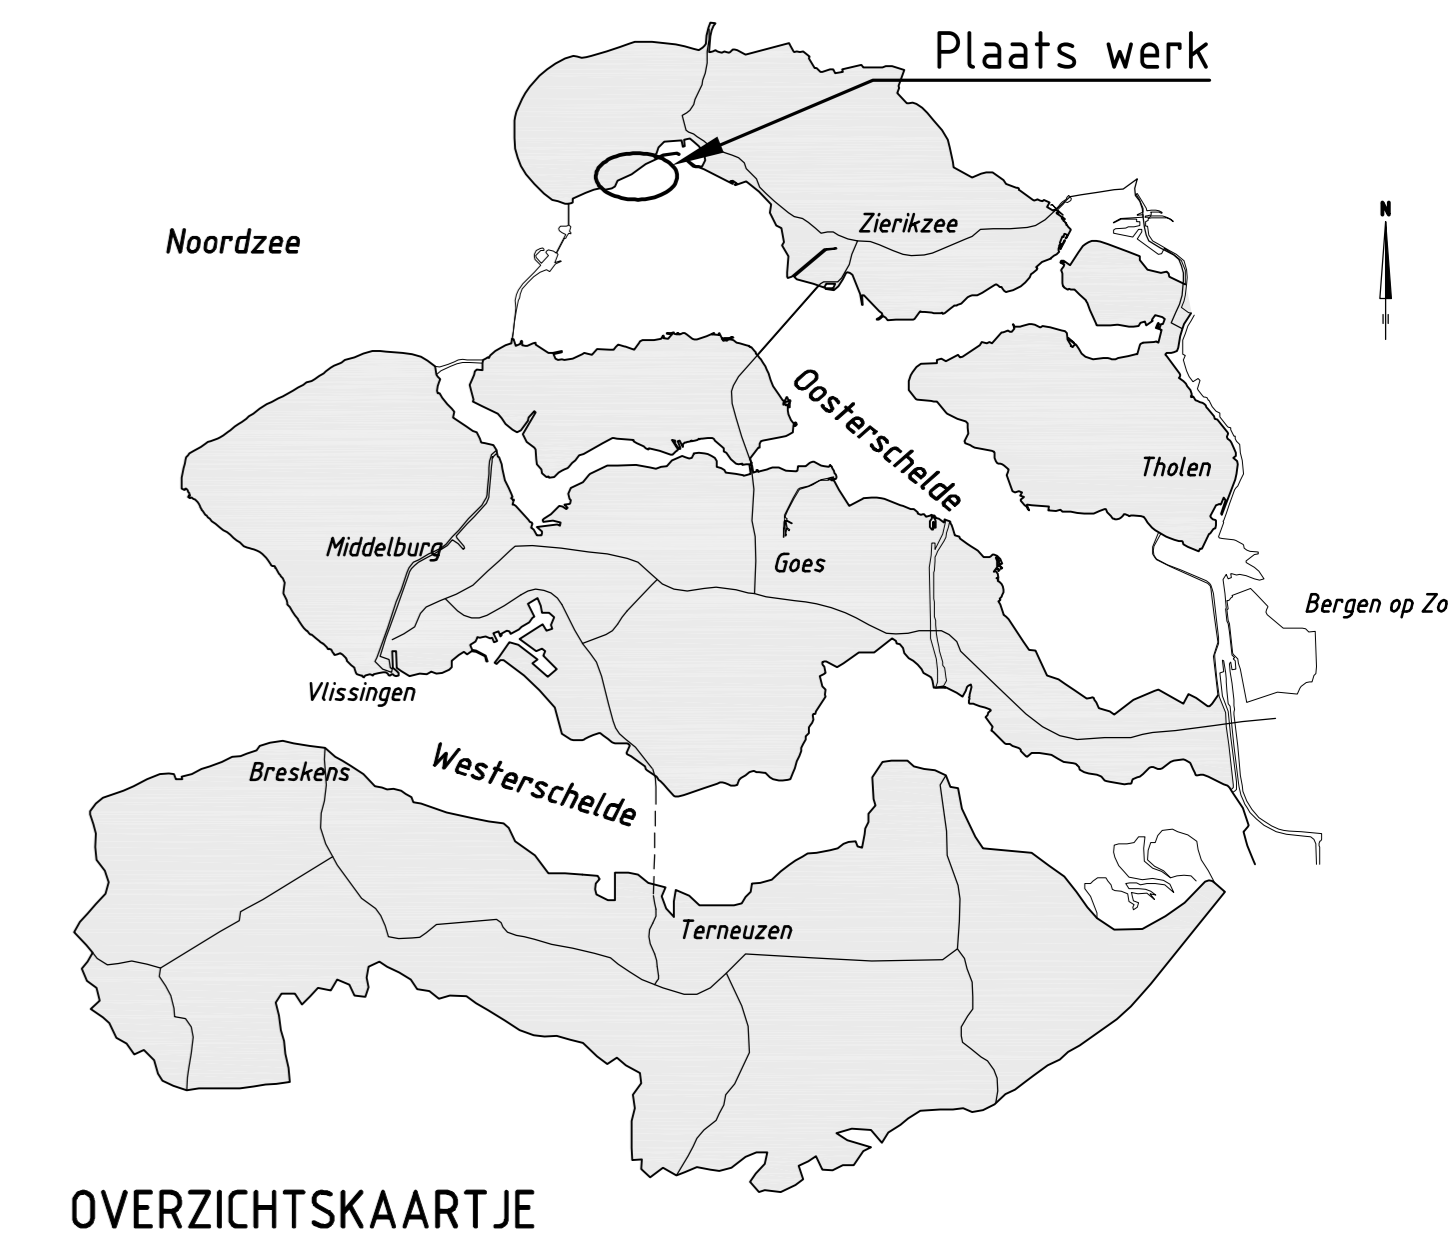 Plaats werk
N
Zierikzee
Noordzee
Oosterschelde
Tholen
Middelburg
Goes
Bergen op Zo
Vlissingen
Westerschelde
Breskens
Terneuzen
OVERZICHTSKAARTJE